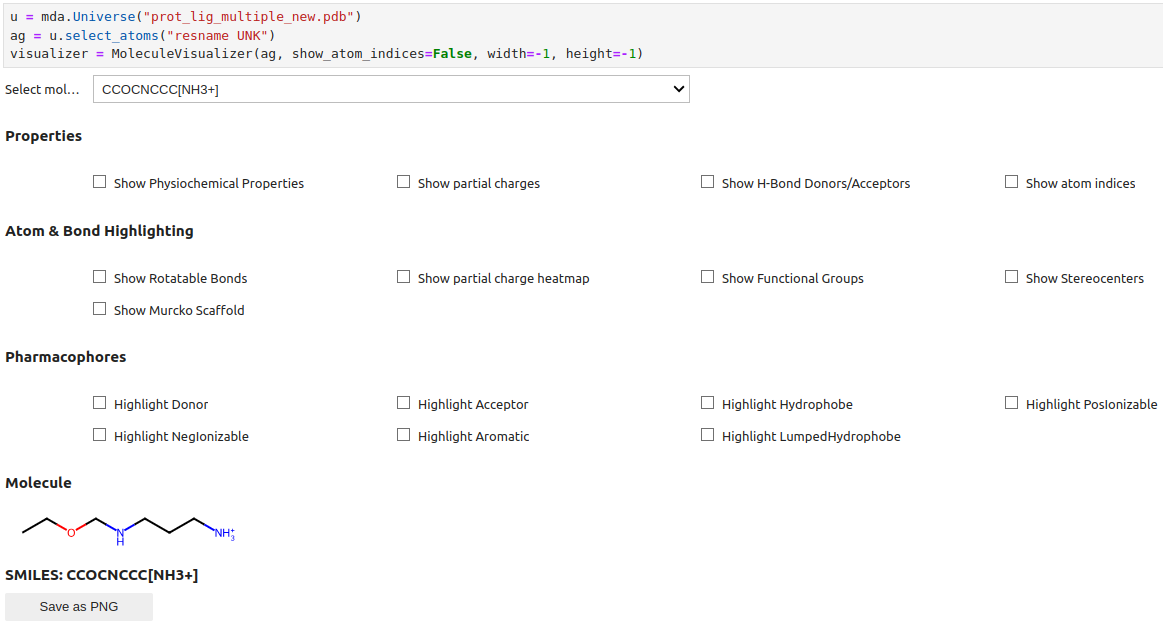 u = mda.Universe("prot_lig_multiple_new.pdb")
ag = u.select_atoms("resname UNK")
visualizer = MoleculeVisualizer(ag, show_atom_indices=False, width=-1, height=-1)
Select mol… CCOCNCCC[NH3+]
Properties
Show Physiochemical Properties Show partial charges Show H-Bond Donors/Acceptors Show atom indices
Atom & Bond Highlighting
Show Rotatable Bonds Show partial charge heatmap Show Functional Groups Show Stereocenters
Show Murcko Scaffold
Pharmacophores
Highlight Donor Highlight Acceptor Highlight Hydrophobe Highlight PosIonizable
Highlight NegIonizable Highlight Aromatic Highlight LumpedHydrophobe
Molecule
O N H NH3+
SMILES: CCOCNCCC[NH3+]
Save as PNG